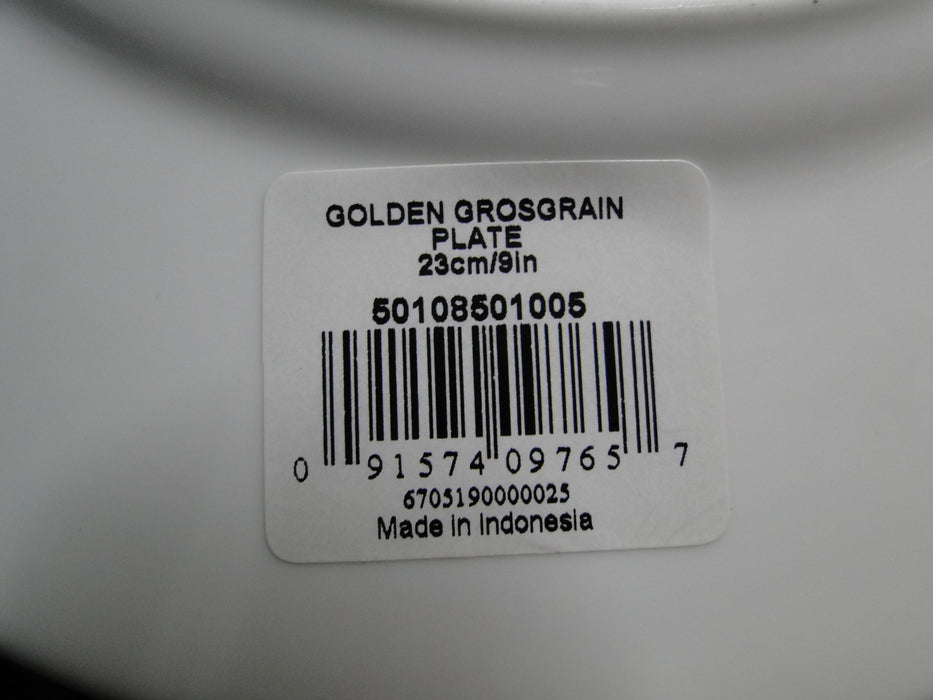 GOLDEN GROSGRAIN
PLATE
23cm/9in
50108501005
0 91574 09765 7
6705190000025
Made in Indonesia